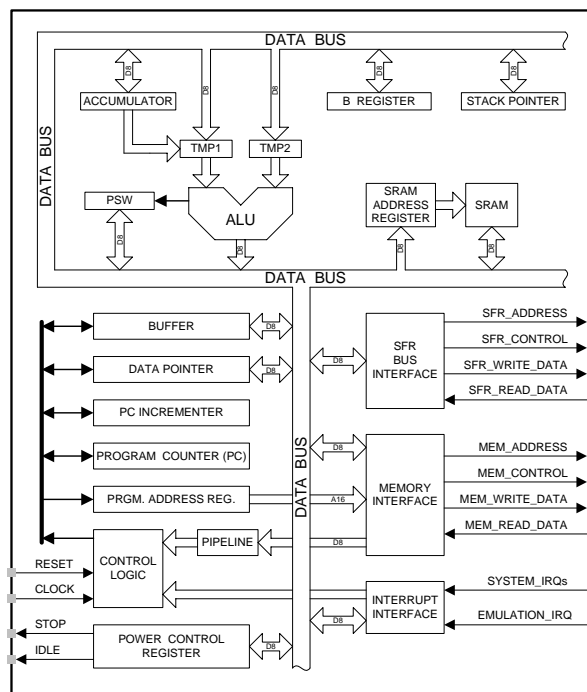 DATA BUS
D8 D8 D8 D8 D8
ACCUMULATOR
B REGISTER
STACK POINTER
TMP1
TMP2
DATA BUS
PSW
ALU
SRAM
ADDRESS
REGISTER
SRAM
D8 D8 D8 D8
DATA BUS
BUFFER
D8
DATA POINTER
D8
PC INCREMENTER
PROGRAM COUNTER (PC)
PRGM. ADDRESS REG.
A16
DATA BUS
SFR
BUS
INTERFACE
D8
SFR_ADDRESS
SFR_CONTROL
SFR_WRITE_DATA
SFR_READ_DATA
D8
MEMORY
INTERFACE
MEM_ADDRESS
MEM_CONTROL
MEM_WRITE_DATA
MEM_READ_DATA
CONTROL
LOGIC
PIPELINE
D8
RESET
CLOCK
INTERRUPT
INTERFACE
D8
SYSTEM_IRQs
EMULATION_IRQ
STOP
IDLE
POWER CONTROL
REGISTER
D8